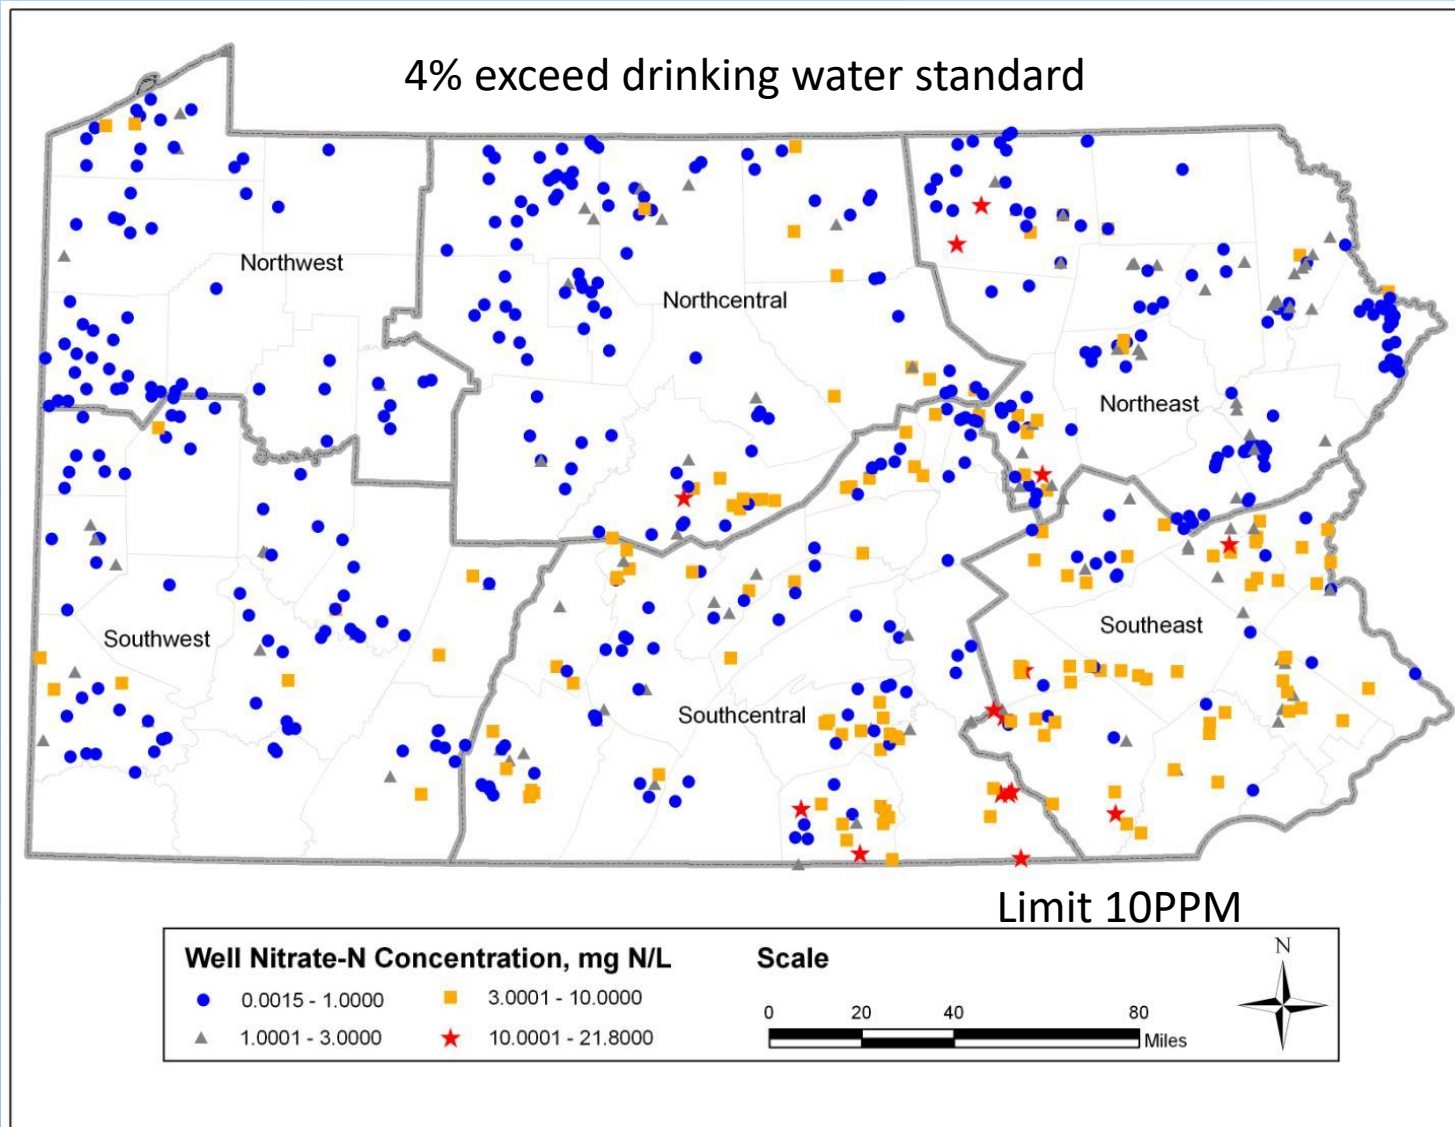 4% exceed drinking water standard
Northwest
Northcentral
Northeast
Southwest
Southeast
Southcentral
Limit 10PPM
Well Nitrate-N Concentration, mg N/L
Scale
N
0.0015 - 1.0000
3.0001 - 10.0000
1.0001 - 3.0000
10.0001 - 21.8000
0 20 40 80
Miles